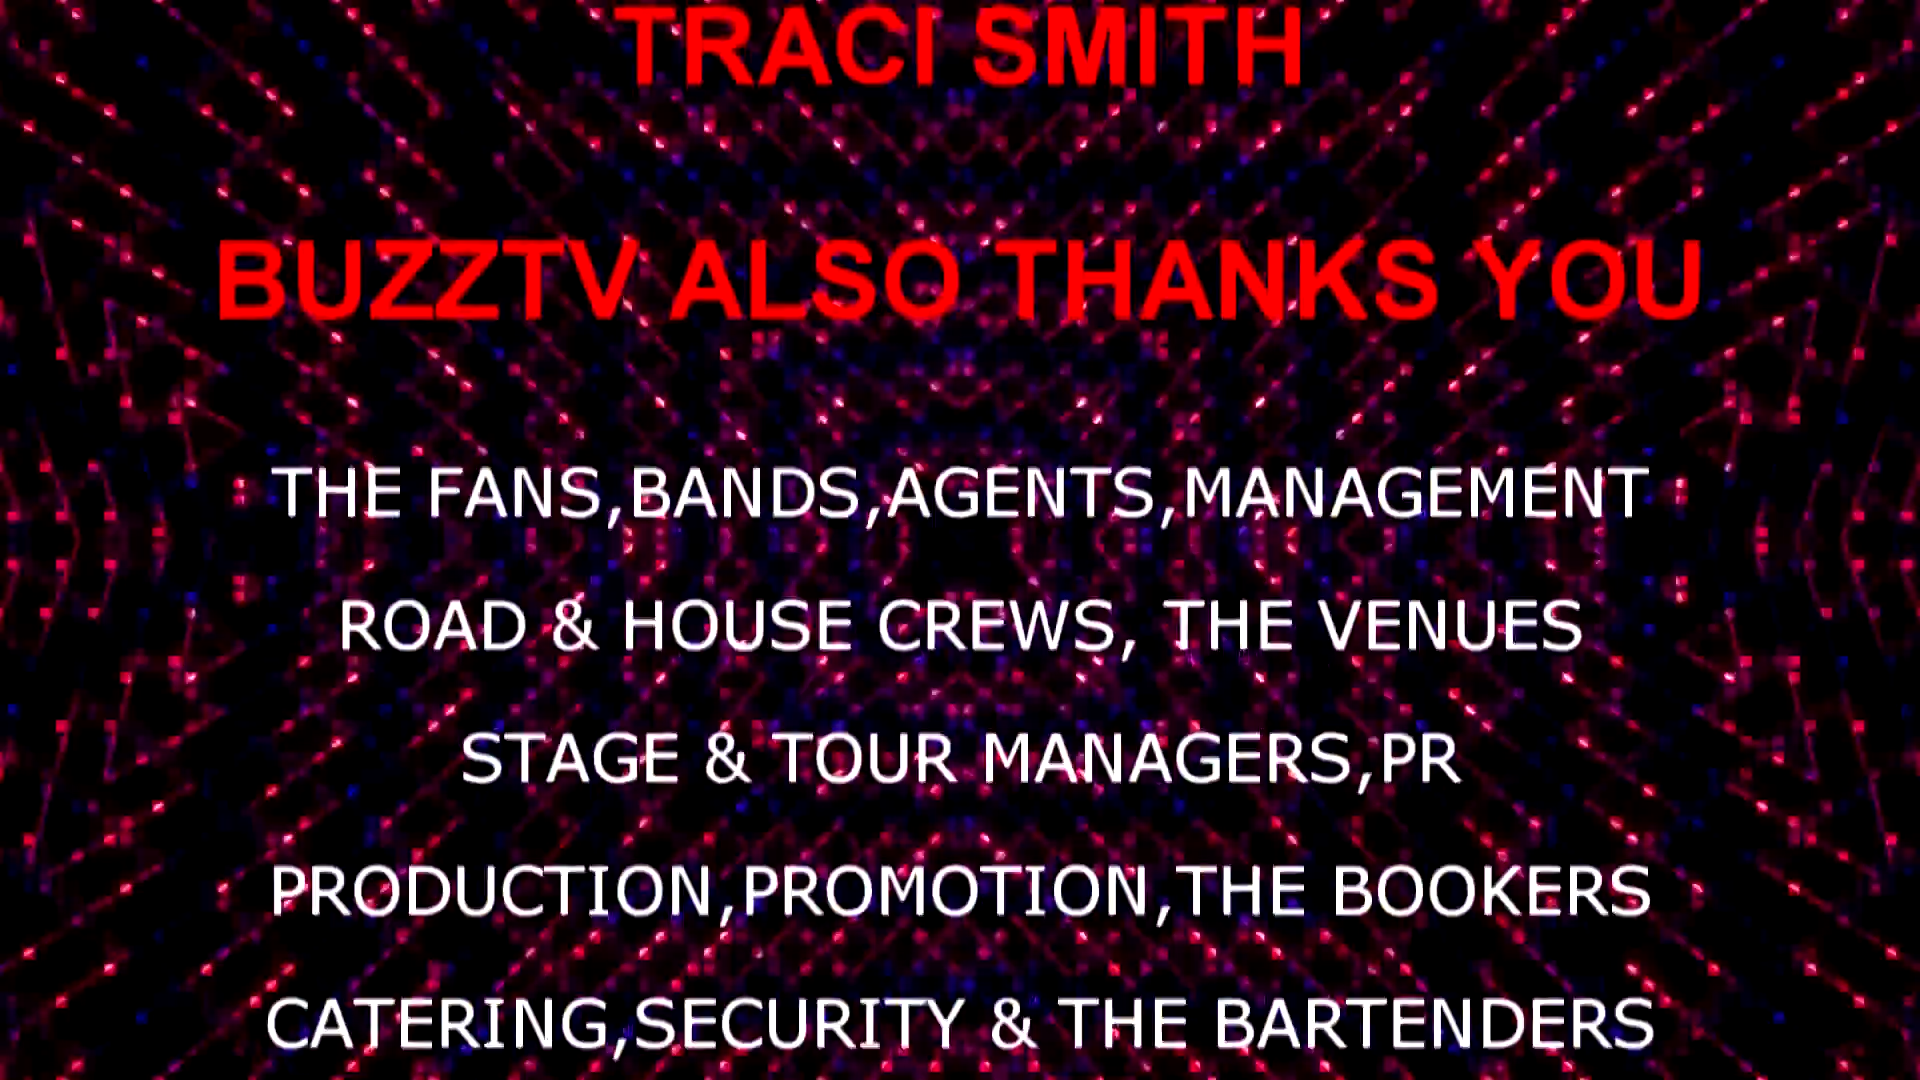 TRACI SMITH
BUZZTV ALSO THANKS YOU
THE FANS,BANDS,AGENTS,MANAGEMENT
ROAD & HOUSE CREWS, THE VENUES
STAGE & TOUR MANAGERS,PR
PRODUCTION,PROMOTION,THE BOOKERS
CATERING,SECURITY & THE BARTENDERS